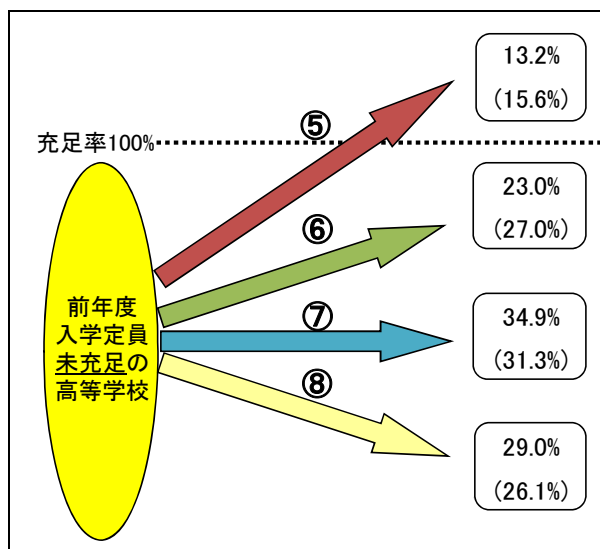 13.2%
(15.6%)
⑤
充足率100%
23.0%
(27.0%)
⑥
前年度
入学定員
未充足の
高等学校
⑦
34.9%
(31.3%)
⑧
29.0%
(26.1%)